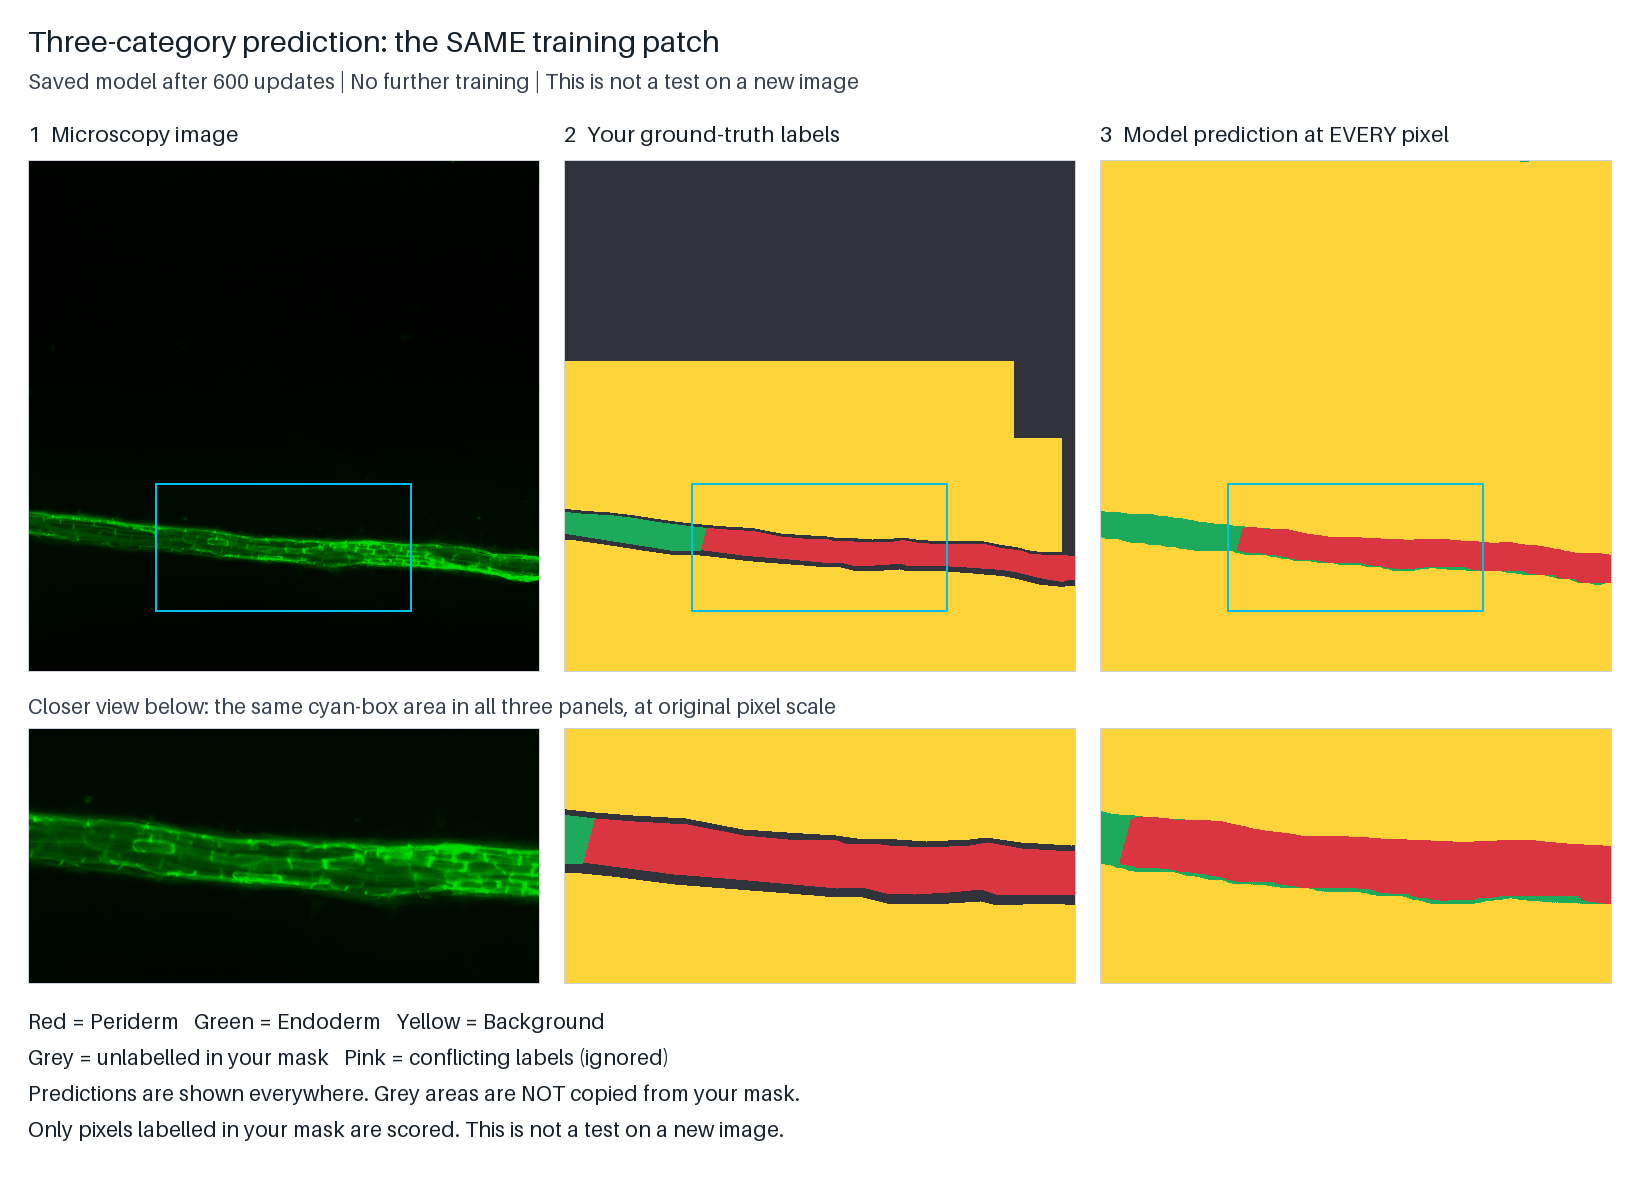 Three-category prediction: the SAME training patch
Saved model after 600 updates | No further training | This is not a test on a new image
1 Microscopy image
2 Your ground-truth labels
3 Model prediction at EVERY pixel
Closer view below: the same cyan-box area in all three panels, at original pixel scale
Red = Periderm Green = Endoderm Yellow = Background
Grey = unlabelled in your mask Pink = conflicting labels (ignored)
Predictions are shown everywhere. Grey areas are NOT copied from your mask.
Only pixels labelled in your mask are scored. This is not a test on a new image.